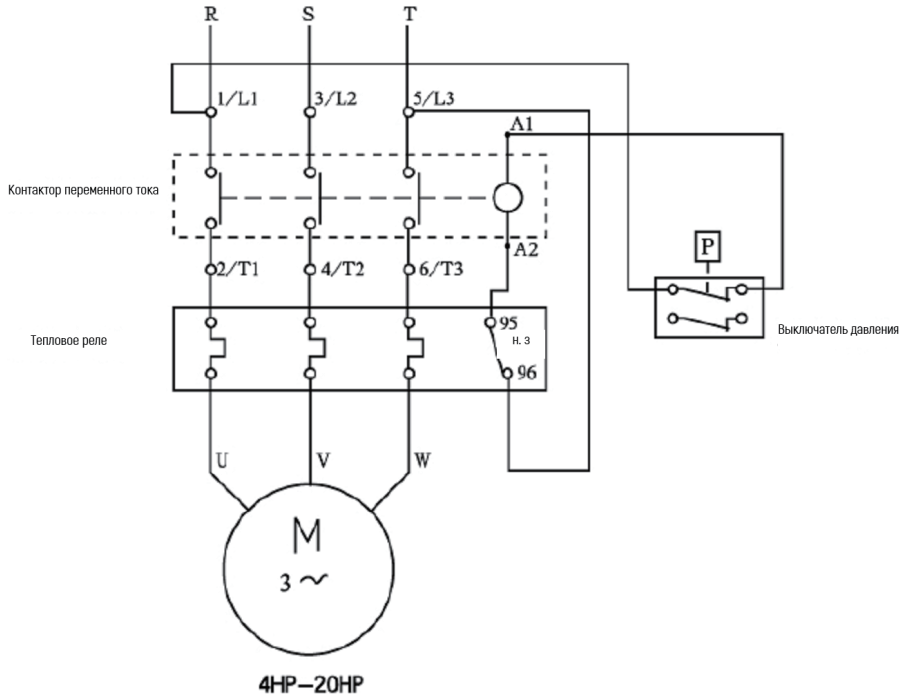 R S T
1/L1 3/L2 5/L3
A1
Контактор переменного тока
A2
P
2/T1 4/T2 6/T3
Выключатель давления
95
Тепловое реле
Н. З
96
U V W
M
3 ~
4HP-20HP